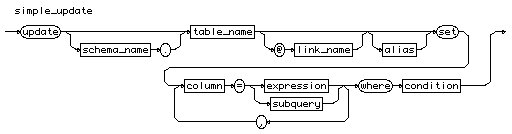 simple_update
update schema_name . table_name @ link_name alias set
column = expression subquery where condition
,